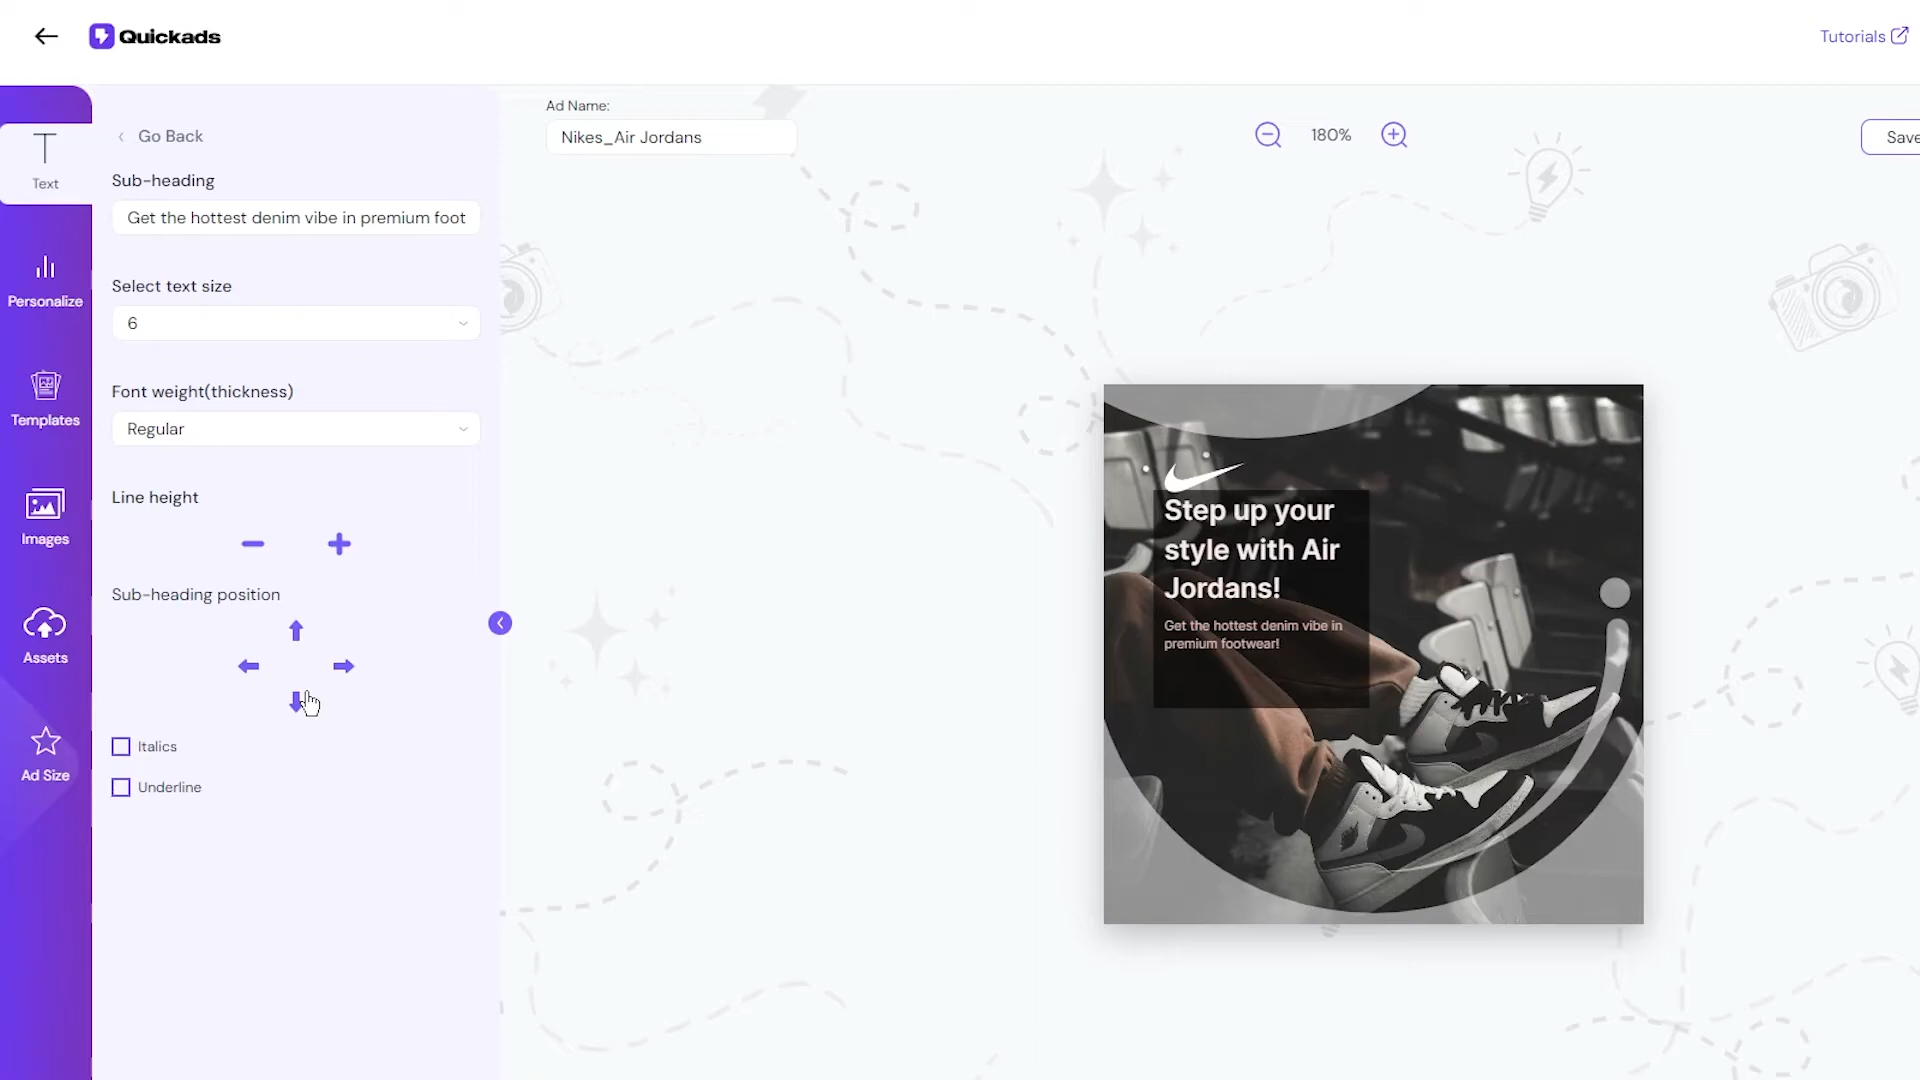 Quickads
Tutorials
Text
Personalize
Templates
Images
Assets
Ad Size
Go Back
Sub-heading
Get the hottest denim vibe in premium foot
Select text size
6
Font weight(thickness)
Regular
Line height
Sub-heading position
Italics
Underline
Ad Name:
Nikes_Air Jordans
180%
Save
Step up your
style with Air
Jordans!
Get the hottest denim vibe in
premium footwear!